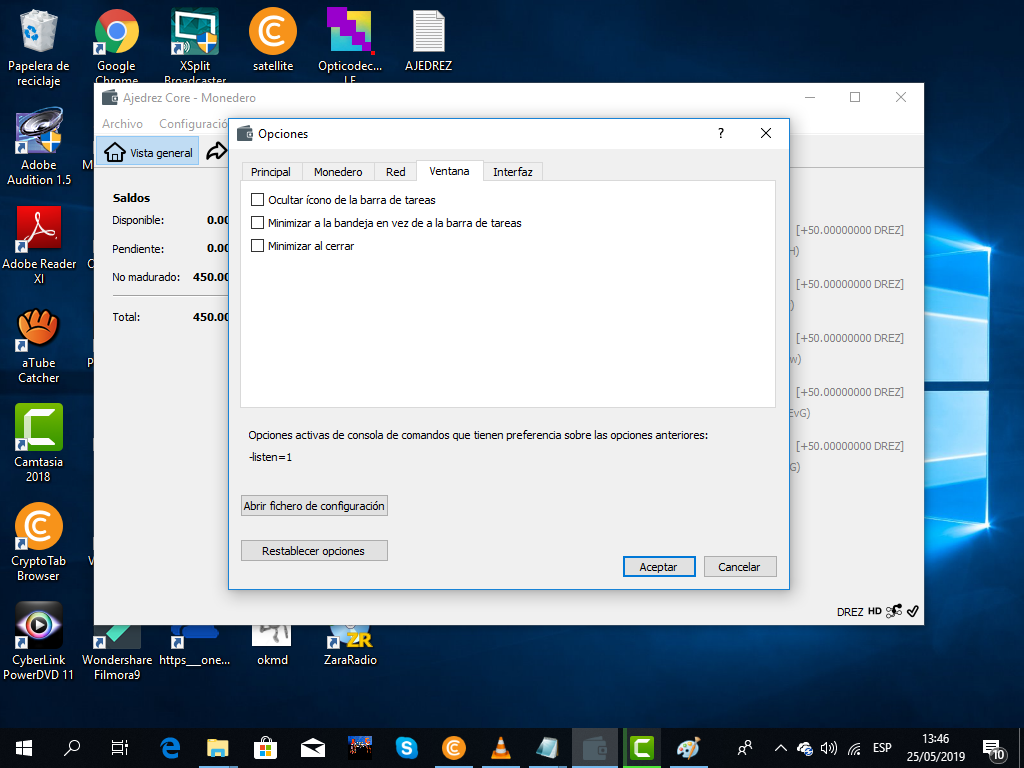 Papelera de
reciclaje
Google
Chrome
XSplit
Broadcaster
satellite
Opticodec...
LE
AJEDREZ
Adobe
Audition 1.5
Adobe Reader
XI
aTube
Catcher
Camtasia
2018
CryptoTab
Browser
CyberLink
PowerDVD 11
Wondershare
Filmora9
https___one...
okmd
ZaraRadio
Ajedrez Core - Monedero
Archivo Configuració
Vista general
Saldos
Disponible: 0.00
Pendiente: 0.00
No madurado: 450.00
Total: 450.00
[+50.00000000 DREZ]
H)
[+50.00000000 DREZ]
)
[+50.00000000 DREZ]
w)
[+50.00000000 DREZ]
EvG)
[+50.00000000 DREZ]
G)
DREZ HD
Opciones
?
Principal Monedero Red Ventana Interfaz
Ocultar ícono de la barra de tareas
Minimizar a la bandeja en vez de a la barra de tareas
Minimizar al cerrar
Opciones activas de consola de comandos que tienen preferencia sobre las opciones anteriores:
-listen=1
Abrir fichero de configuración
Restablecer opciones
Aceptar Cancelar
ESP
13:46
25/05/2019
10